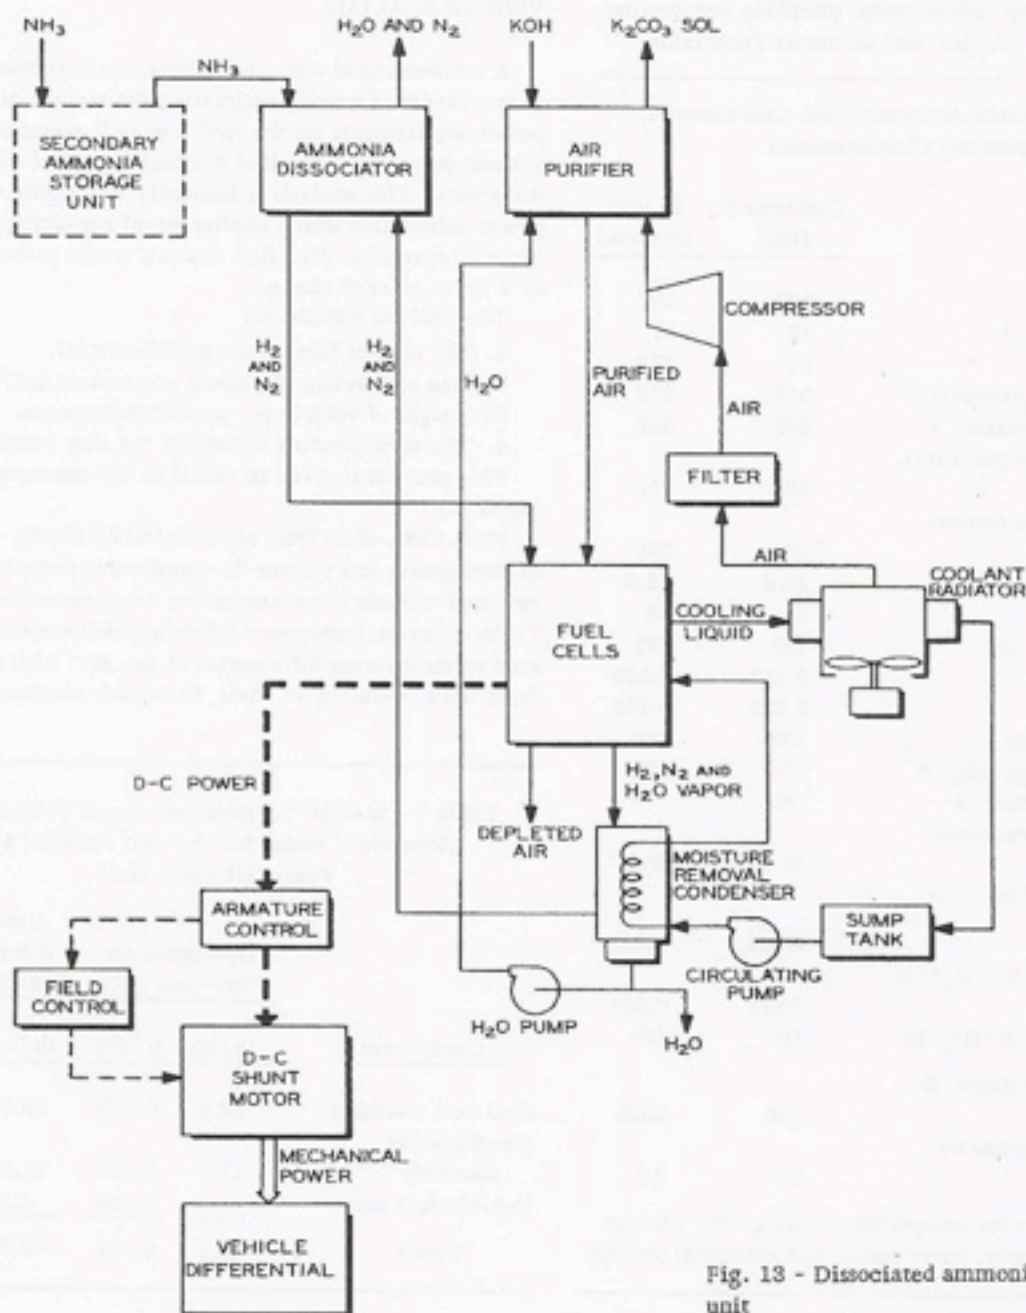 NH₃
H₂O AND N₂
KOH
K₂CO₃ SOL
NH₃
SECONDARY
AMMONIA
STORAGE
UNIT
AMMONIA
DISSOCIATOR
AIR
PURIFIER
COMPRESSOR
H₂
AND
N₂
H₂
AND
N₂
H₂O
PURIFIED
AIR
AIR
FILTER
AIR
COOLANT
RADIATOR
FUEL
CELLS
COOLING
LIQUID
D-C POWER
H₂, N₂ AND
H₂O VAPOR
DEPLETED
AIR
MOISTURE
REMOVAL
CONDENSER
ARMATURE
CONTROL
SUMP
TANK
FIELD
CONTROL
CIRCULATING
PUMP
H₂O PUMP
H₂O
D-C
SHUNT
MOTOR
MECHANICAL
POWER
VEHICLE
DIFFERENTIAL
Fig. 13 - Dissociated ammoni
unit